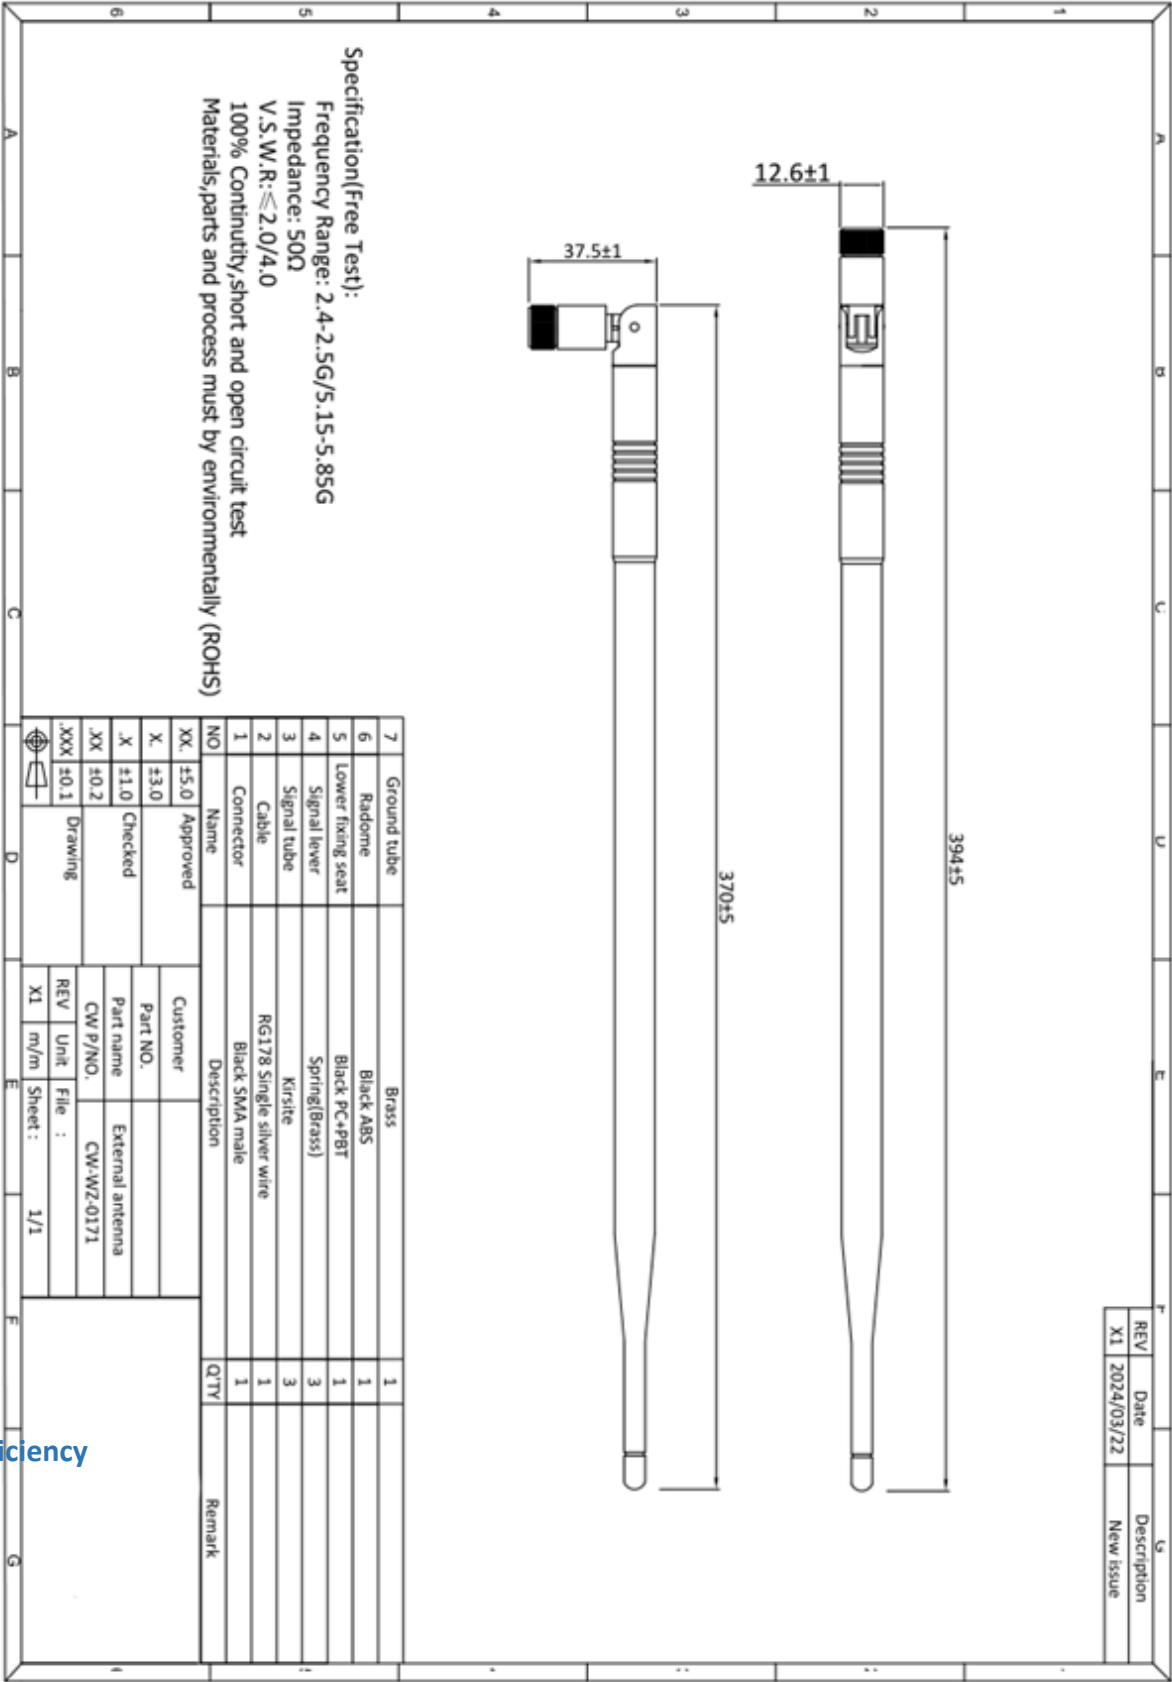 6 5 4 3 2 1
A A
B B
C C
D D
E E
F F
G G
REV Date Description
X1 2024/03/22 New issue
394±5
12.6±1
370±5
37.5±1
Specification(Free Test):
Frequency Range: 2.4-2.5G/5.15-5.85G
Impedance: 50Ω
V.S.W.R:≤2.0/4.0
100% Continutity,short and open circuit test
Materials,parts and process must by environmentally (ROHS)
7 Ground tube Brass 1
6 Radome Black ABS 1
5 Lower fixing seat Black PC+PBT 1
4 Signal lever Spring(Brass) 3
3 Signal tube Kirsite 3
2 Cable RG178 Single silver wire 1
1 Connector Black SMA male 1
NO Name Description Q'TY Remark
XX. ±5.0 Approved Customer
X. ±3.0 Part NO.
.X ±1.0 Checked Part name External antenna
.XX ±0.2 CW P/NO. CW-WZ-0171
.XXX ±0.1 Drawing REV Unit File :
X1 m/m Sheet : 1/1
iciency